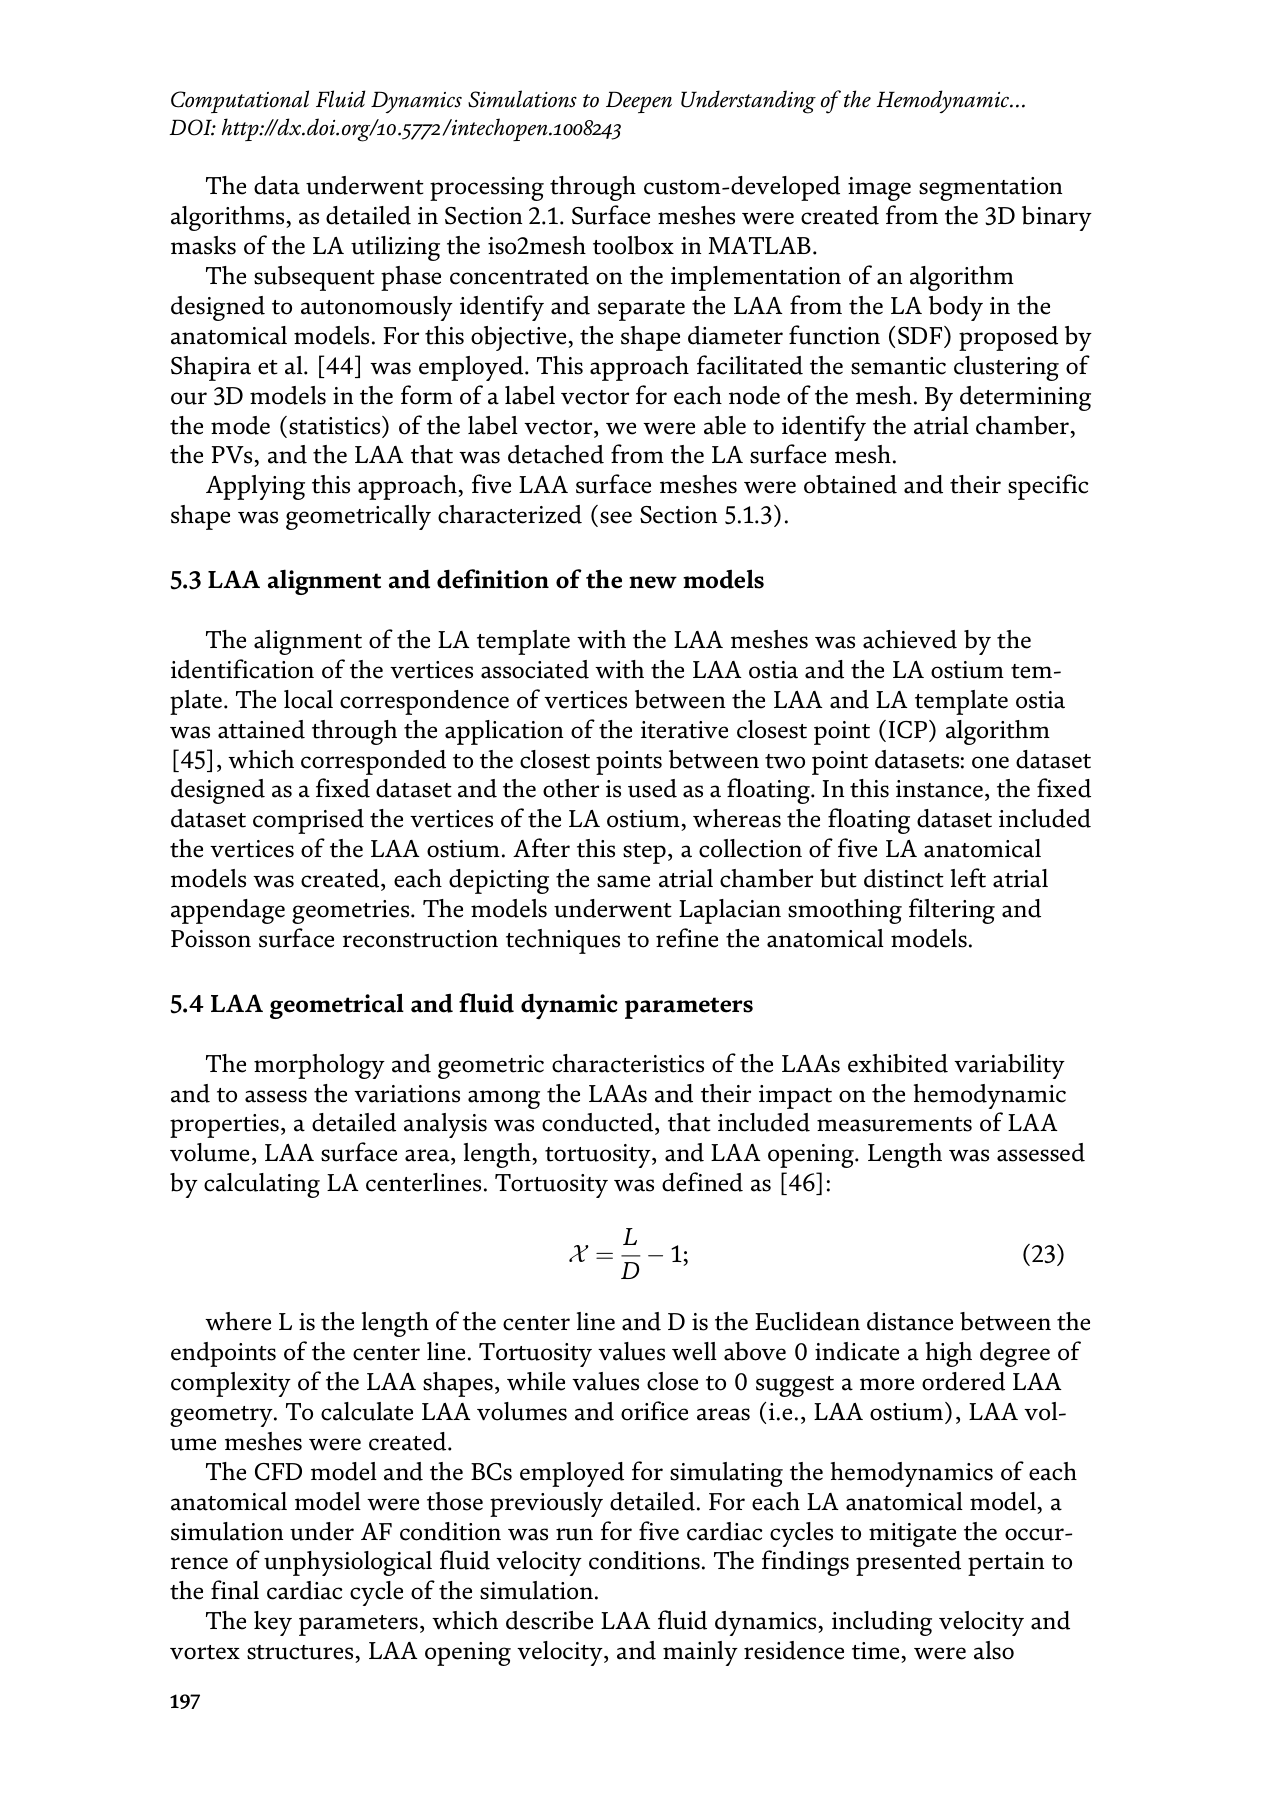 Computational Fluid Dynamics Simulations to Deepen Understanding of the Hemodynamic…
DOI: http://dx.doi.org/10.5772/intechopen.1008243
The data underwent processing through custom-developed image segmentation
algorithms, as detailed in Section 2.1. Surface meshes were created from the 3D binary
masks of the LA utilizing the iso2mesh toolbox in MATLAB.
The subsequent phase concentrated on the implementation of an algorithm
designed to autonomously identify and separate the LAA from the LA body in the
anatomical models. For this objective, the shape diameter function (SDF) proposed by
Shapira et al. [44] was employed. This approach facilitated the semantic clustering of
our 3D models in the form of a label vector for each node of the mesh. By determining
the mode (statistics) of the label vector, we were able to identify the atrial chamber,
the PVs, and the LAA that was detached from the LA surface mesh.
Applying this approach, five LAA surface meshes were obtained and their specific
shape was geometrically characterized (see Section 5.1.3).
5.3 LAA alignment and definition of the new models
The alignment of the LA template with the LAA meshes was achieved by the
identification of the vertices associated with the LAA ostia and the LA ostium tem-
plate. The local correspondence of vertices between the LAA and LA template ostia
was attained through the application of the iterative closest point (ICP) algorithm
[45], which corresponded to the closest points between two point datasets: one dataset
designed as a fixed dataset and the other is used as a floating. In this instance, the fixed
dataset comprised the vertices of the LA ostium, whereas the floating dataset included
the vertices of the LAA ostium. After this step, a collection of five LA anatomical
models was created, each depicting the same atrial chamber but distinct left atrial
appendage geometries. The models underwent Laplacian smoothing filtering and
Poisson surface reconstruction techniques to refine the anatomical models.
5.4 LAA geometrical and fluid dynamic parameters
The morphology and geometric characteristics of the LAAs exhibited variability
and to assess the variations among the LAAs and their impact on the hemodynamic
properties, a detailed analysis was conducted, that included measurements of LAA
volume, LAA surface area, length, tortuosity, and LAA opening. Length was assessed
by calculating LA centerlines. Tortuosity was defined as [46]:
𝒳 = L/D − 1; (23)
where L is the length of the center line and D is the Euclidean distance between the
endpoints of the center line. Tortuosity values well above 0 indicate a high degree of
complexity of the LAA shapes, while values close to 0 suggest a more ordered LAA
geometry. To calculate LAA volumes and orifice areas (i.e., LAA ostium), LAA vol-
ume meshes were created.
The CFD model and the BCs employed for simulating the hemodynamics of each
anatomical model were those previously detailed. For each LA anatomical model, a
simulation under AF condition was run for five cardiac cycles to mitigate the occur-
rence of unphysiological fluid velocity conditions. The findings presented pertain to
the final cardiac cycle of the simulation.
The key parameters, which describe LAA fluid dynamics, including velocity and
vortex structures, LAA opening velocity, and mainly residence time, were also
197